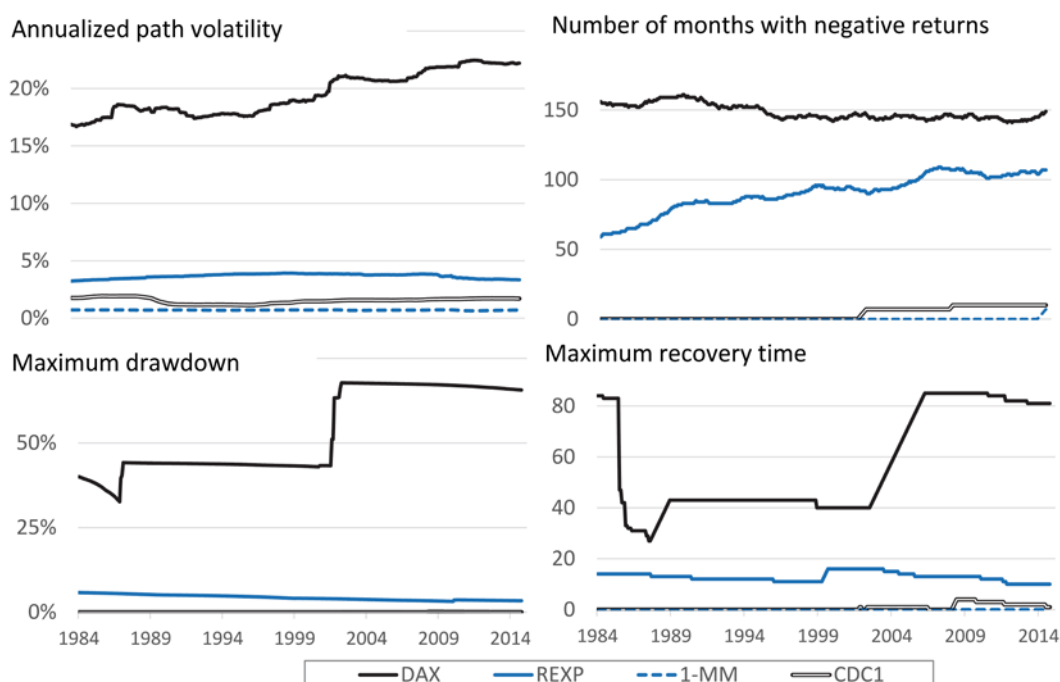 Annualized path volatility
20%
15%
10%
5%
0%
Number of months with negative returns
150
100
50
0
Maximum drawdown
50%
25%
0%
1984 1989 1994 1999 2004 2009 2014
Maximum recovery time
80
60
40
20
0
1984 1989 1994 1999 2004 2009 2014
DAX REXP 1-MM CDC1